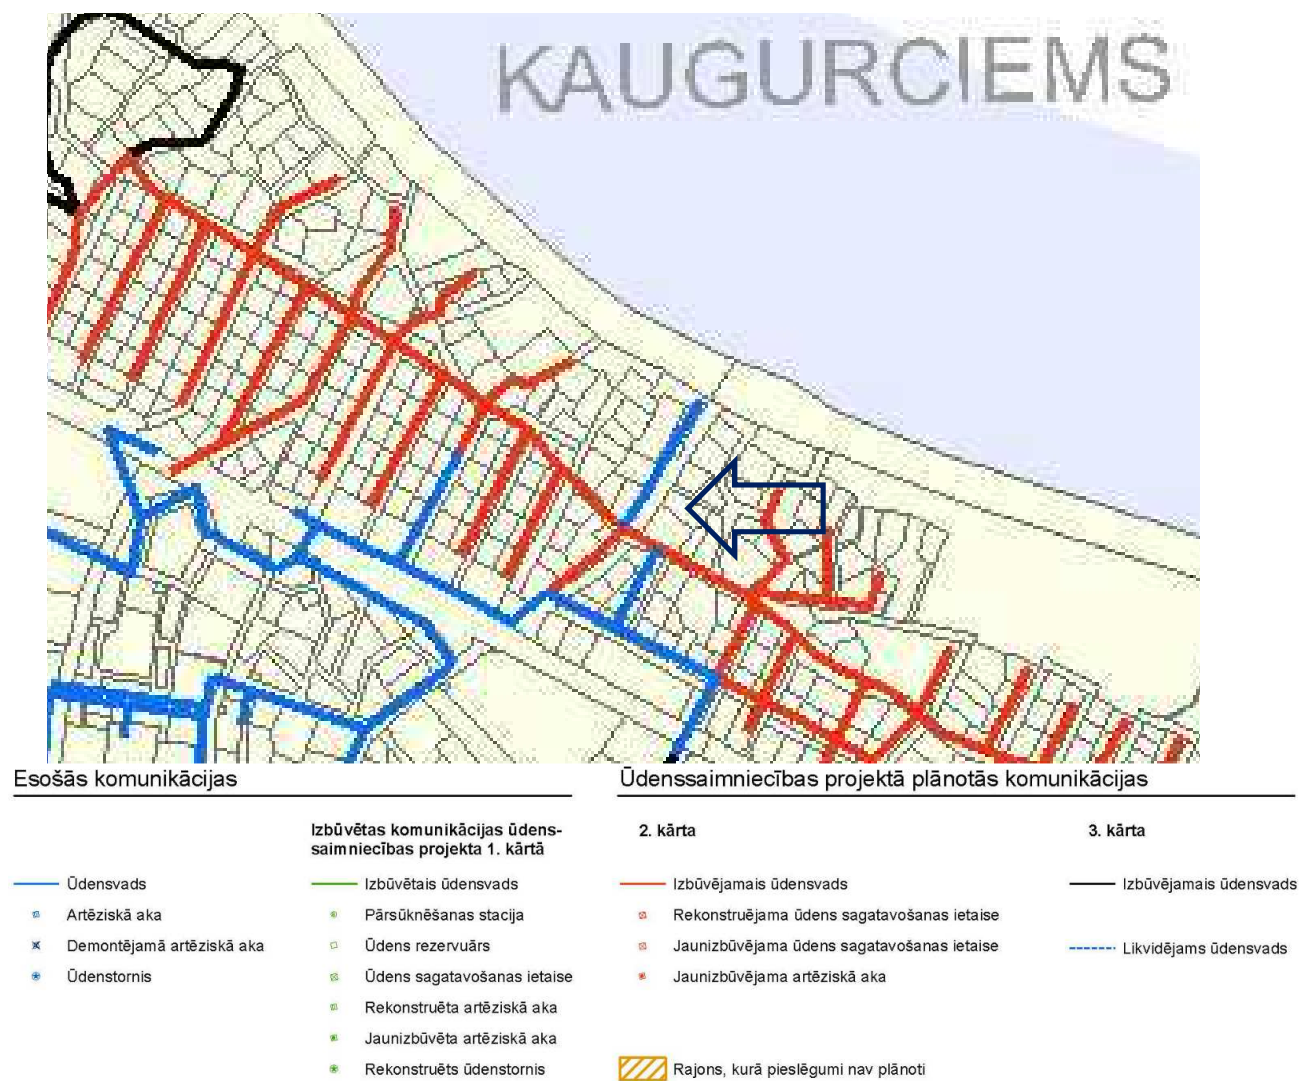 KAUGURCIEMS
Esošās komunikācijas
Ūdenssaimniecības projektā plānotās komunikācijas
Izbūvētas komunikācijas ūdens-
saimniecības projekta 1. kārtā
2. kārta
3. kārta
Ūdensvads
Artēziskā aka
Demontējamā artēziskā aka
Ūdenstornis
Izbūvētais ūdensvads
Pārsūknēšanas stacija
Ūdens rezervuārs
Ūdens sagatavošanas ietaise
Rekonstruēta artēziskā aka
Jaunizbūvēta artēziskā aka
Rekonstruēts ūdenstornis
Izbūvējamais ūdensvads
Rekonstruējama ūdens sagatavošanas ietaise
Jaunizbūvējama ūdens sagatavošanas ietaise
Jaunizbūvējama artēziskā aka
Rajons, kurā pieslēgumi nav plānoti
Izbūvējamais ūdensvads
Likvidējams ūdensvads